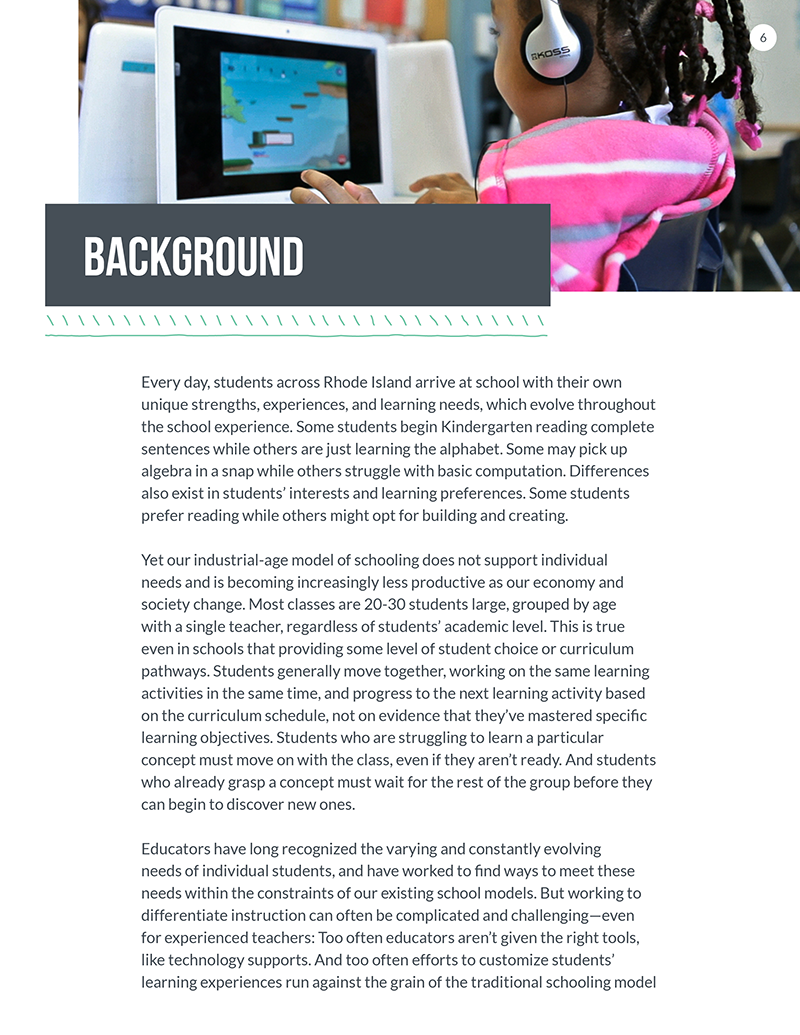 6
KOSS
BACKGROUND
Every day, students across Rhode Island arrive at school with their own
unique strengths, experiences, and learning needs, which evolve throughout
the school experience. Some students begin Kindergarten reading complete
sentences while others are just learning the alphabet. Some may pick up
algebra in a snap while others struggle with basic computation. Differences
also exist in students’ interests and learning preferences. Some students
prefer reading while others might opt for building and creating.
Yet our industrial-age model of schooling does not support individual
needs and is becoming increasingly less productive as our economy and
society change. Most classes are 20-30 students large, grouped by age
with a single teacher, regardless of students’ academic level. This is true
even in schools that providing some level of student choice or curriculum
pathways. Students generally move together, working on the same learning
activities in the same time, and progress to the next learning activity based
on the curriculum schedule, not on evidence that they’ve mastered specific
learning objectives. Students who are struggling to learn a particular
concept must move on with the class, even if they aren’t ready. And students
who already grasp a concept must wait for the rest of the group before they
can begin to discover new ones.
Educators have long recognized the varying and constantly evolving
needs of individual students, and have worked to find ways to meet these
needs within the constraints of our existing school models. But working to
differentiate instruction can often be complicated and challenging—even
for experienced teachers: Too often educators aren’t given the right tools,
like technology supports. And too often efforts to customize students’
learning experiences run against the grain of the traditional schooling model